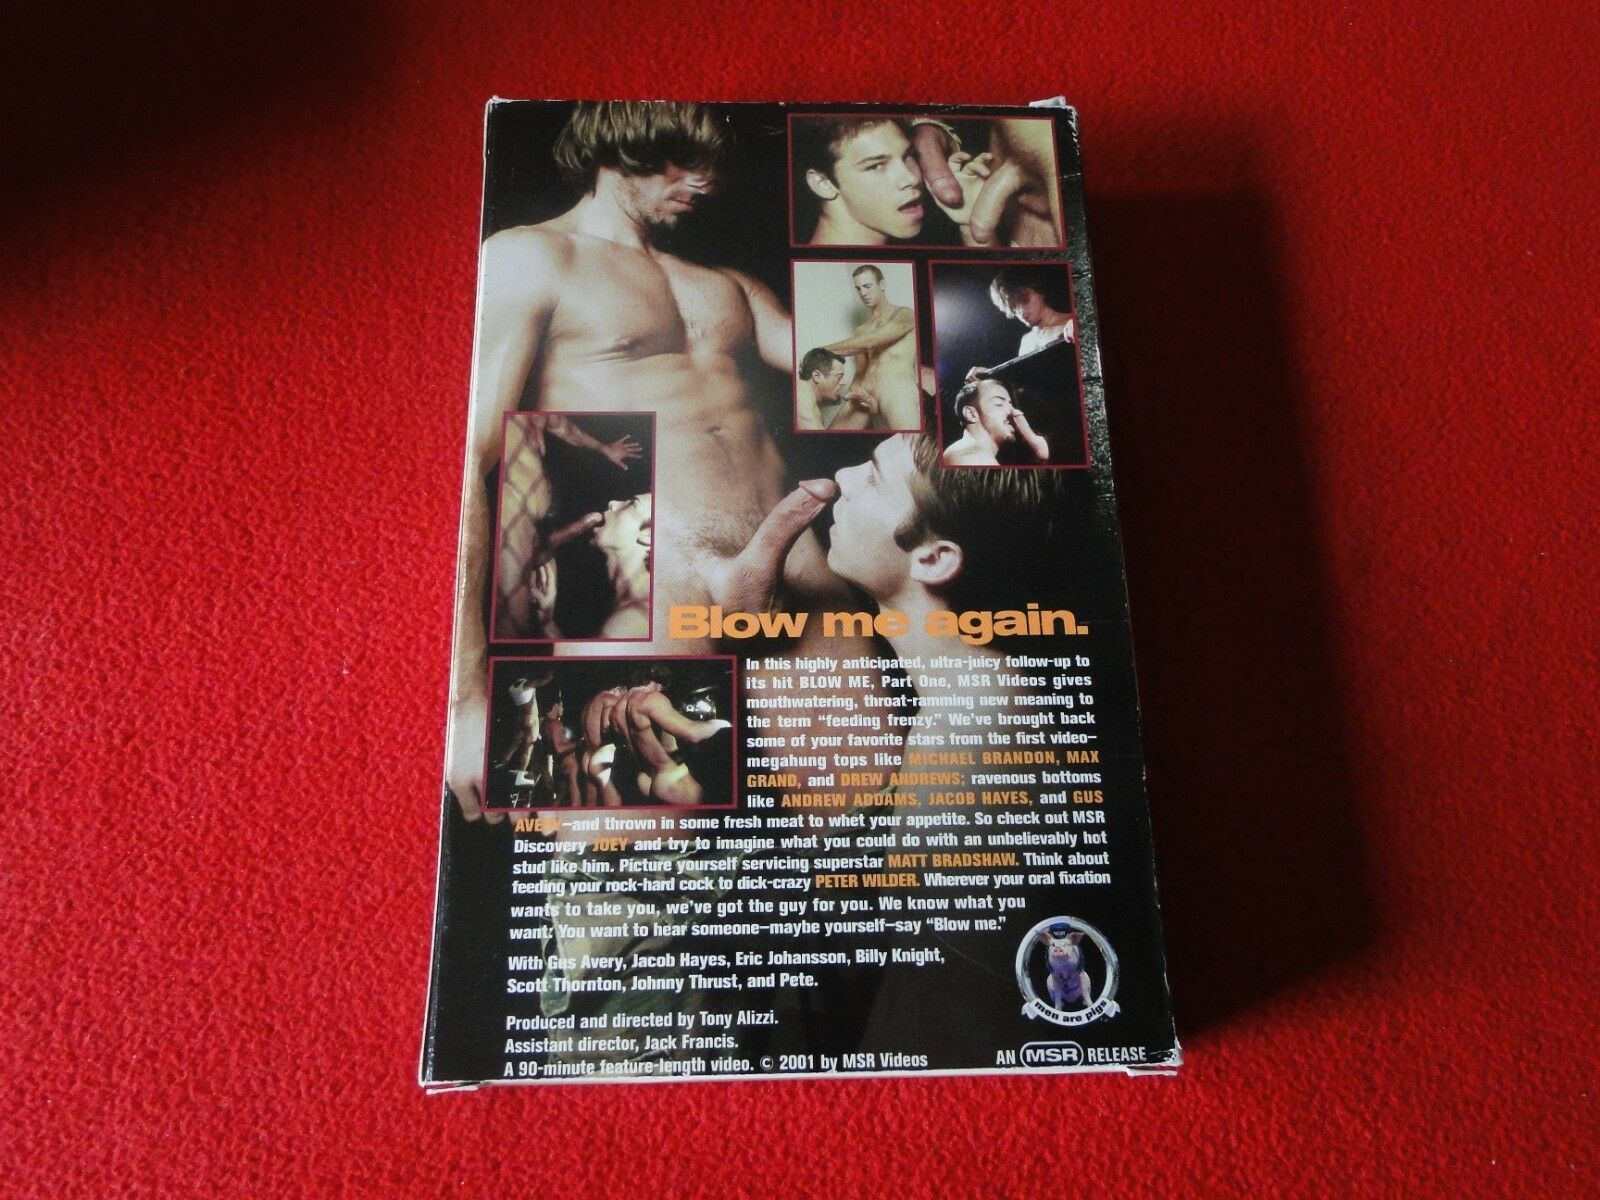 Blow me again.
In this highly anticipated, ultra-juicy follow-up to
its hit BLOW ME, Part One, MSR Videos gives
mouthwatering, throat-ramming new meaning to
the term "feeding frenzy." We've brought back
some of your favorite stars from the first video—
megahung tops like MICHAEL BRANDON, MAX
GRAND, and DREW ANDREWS; ravenous bottoms
like ANDREW ADDAMS, JACOB HAYES, and GUS
AVERY—and thrown in some fresh meat to whet your appetite. So check out MSR
Discovery JOEY and try to imagine what you could do with an unbelievably hot
stud like him. Picture yourself servicing superstar MATT BRADSHAW. Think about
feeding your rock-hard cock to dick-crazy PETER WILDER. Wherever your oral fixation
wants to take you, we've got the guy for you. We know what you
want: You want to hear someone—maybe yourself—say "Blow me."
With Gus Avery, Jacob Hayes, Eric Johansson, Billy Knight,
Scott Thornton, Johnny Thrust, and Pete.
men are pigs
Produced and directed by Tony Alizzi.
Assistant director, Jack Francis.
A 90-minute feature-length video. © 2001 by MSR Videos
AN MSR RELEASE